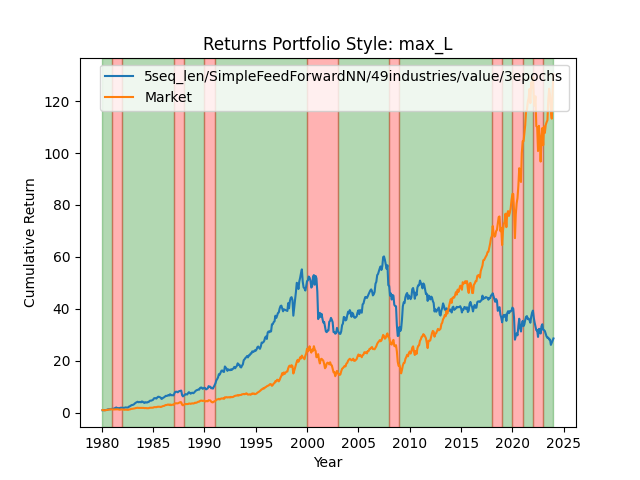 Returns Portfolio Style: max_L
5seq_len/SimpleFeedForwardNN/49industries/value/3epochs
Market
120
100
80
60
40
20
0
Cumulative Return
1980 1985 1990 1995 2000 2005 2010 2015 2020 2025
Year